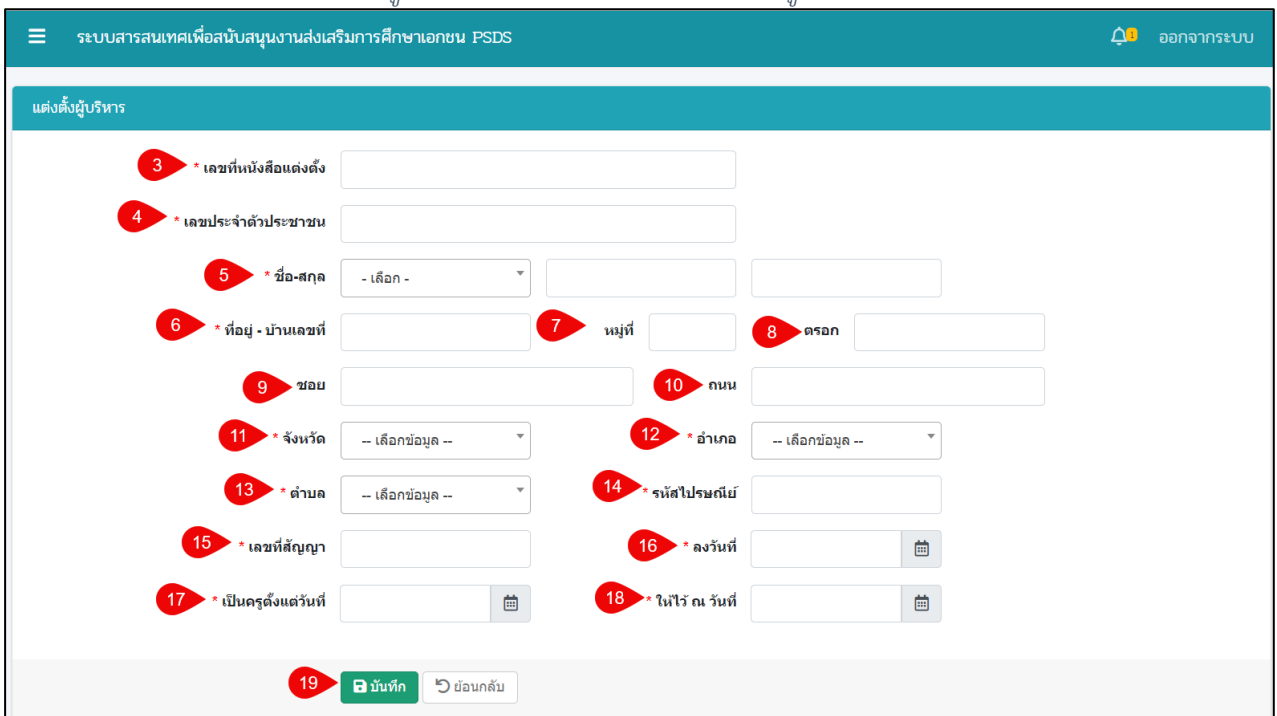 ระบบสารสนเทศเพื่อสนับสนุนงานส่งเสริมการศึกษาเอกชน PSDS 1 ออกจากระบบ
แต่งตั้งผู้บริหาร
3 * เลขที่หนังสือแต่งตั้ง
4 * เลขประจำตัวประชาชน
5 * ชื่อ-สกุล - เลือก -
6 * ที่อยู่ - บ้านเลขที่ 7 หมู่ที่ 8 ตรอก
9 ซอย 10 ถนน
11 * จังหวัด -- เลือกข้อมูล -- 12 * อำเภอ -- เลือกข้อมูล --
13 * ตำบล -- เลือกข้อมูล -- 14 * รหัสไปรษณีย์
15 * เลขที่สัญญา 16 * ลงวันที่
17 * เป็นครูตั้งแต่วันที่ 18 * ให้ไว้ ณ วันที่
19 บันทึก ย้อนกลับ